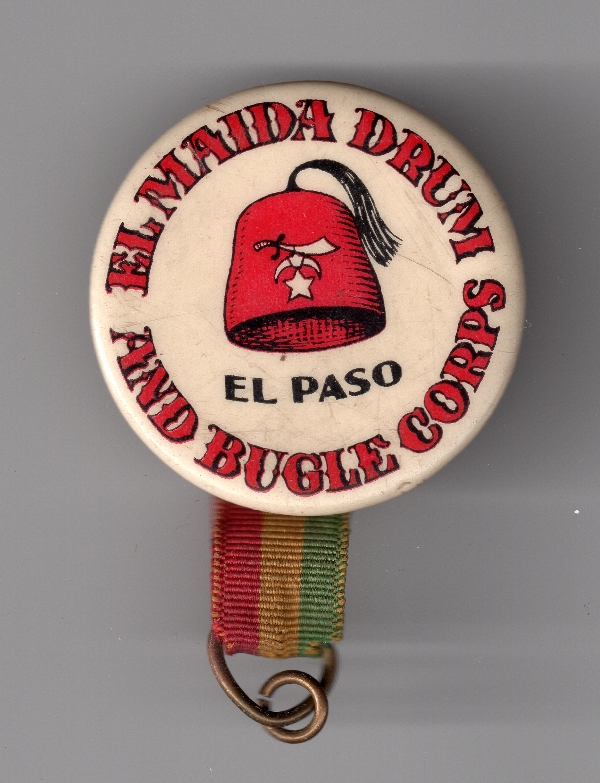 EL MAIDA DRUM
AND BUGLE CORPS
EL PASO